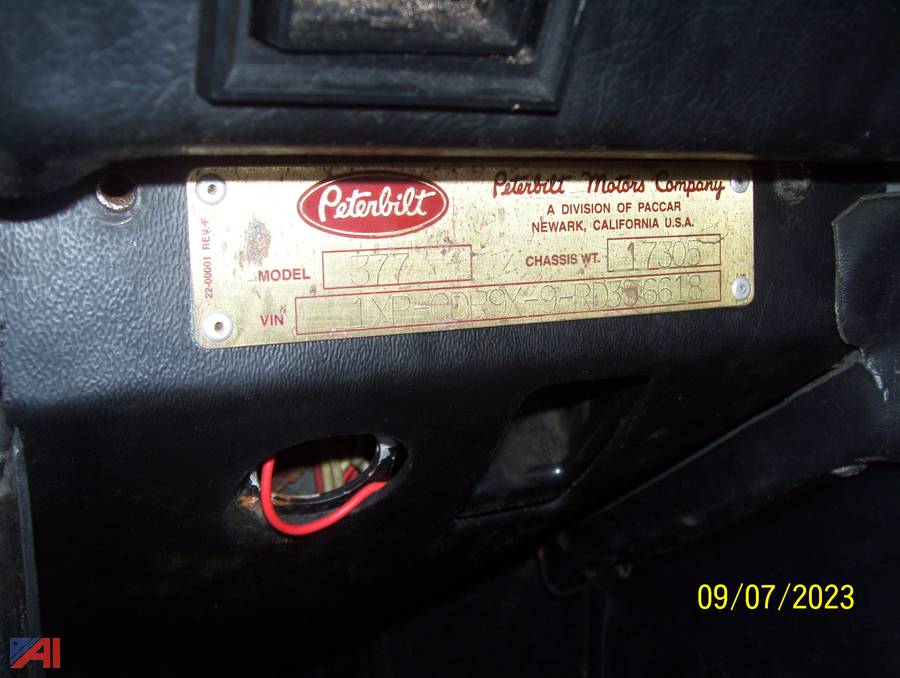 Peterbilt
Peterbilt Motors Company
A DIVISION OF PACCAR
NEWARK, CALIFORNIA U.S.A.
22-00001 REV. F
MODEL 377 CHASSIS WT. 17305
VIN
09/07/2023
AI